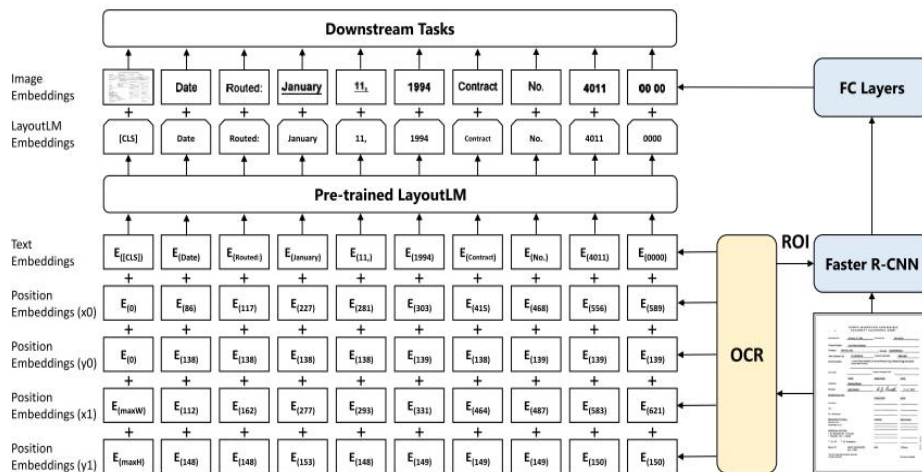 Downstream Tasks
Image Embeddings
Date Routed: January 11, 1994 Contract No. 4011 00 00
FC Layers
+ + + + + + + + + +
LayoutLM Embeddings
[CLS] Date Routed: January 11, 1994 Contract No. 4011 0000
Pre-trained LayoutLM
Text Embeddings
E([CLS]) E(Date) E(Routed:) E(January) E(11,) E(1994) E(Contract) E(No.) E(4011) E(0000)
ROI
Faster R-CNN
+ + + + + + + + + +
Position Embeddings (x0)
E(0) E(86) E(117) E(227) E(281) E(303) E(415) E(468) E(556) E(589)
+ + + + + + + + + +
Position Embeddings (y0)
E(0) E(138) E(138) E(138) E(138) E(139) E(138) E(139) E(139) E(139)
OCR
+ + + + + + + + + +
Position Embeddings (x1)
E(maxW) E(112) E(162) E(277) E(293) E(331) E(464) E(487) E(583) E(621)
+ + + + + + + + + +
Position Embeddings (y1)
E(maxH) E(148) E(148) E(153) E(148) E(149) E(149) E(149) E(150) E(150)